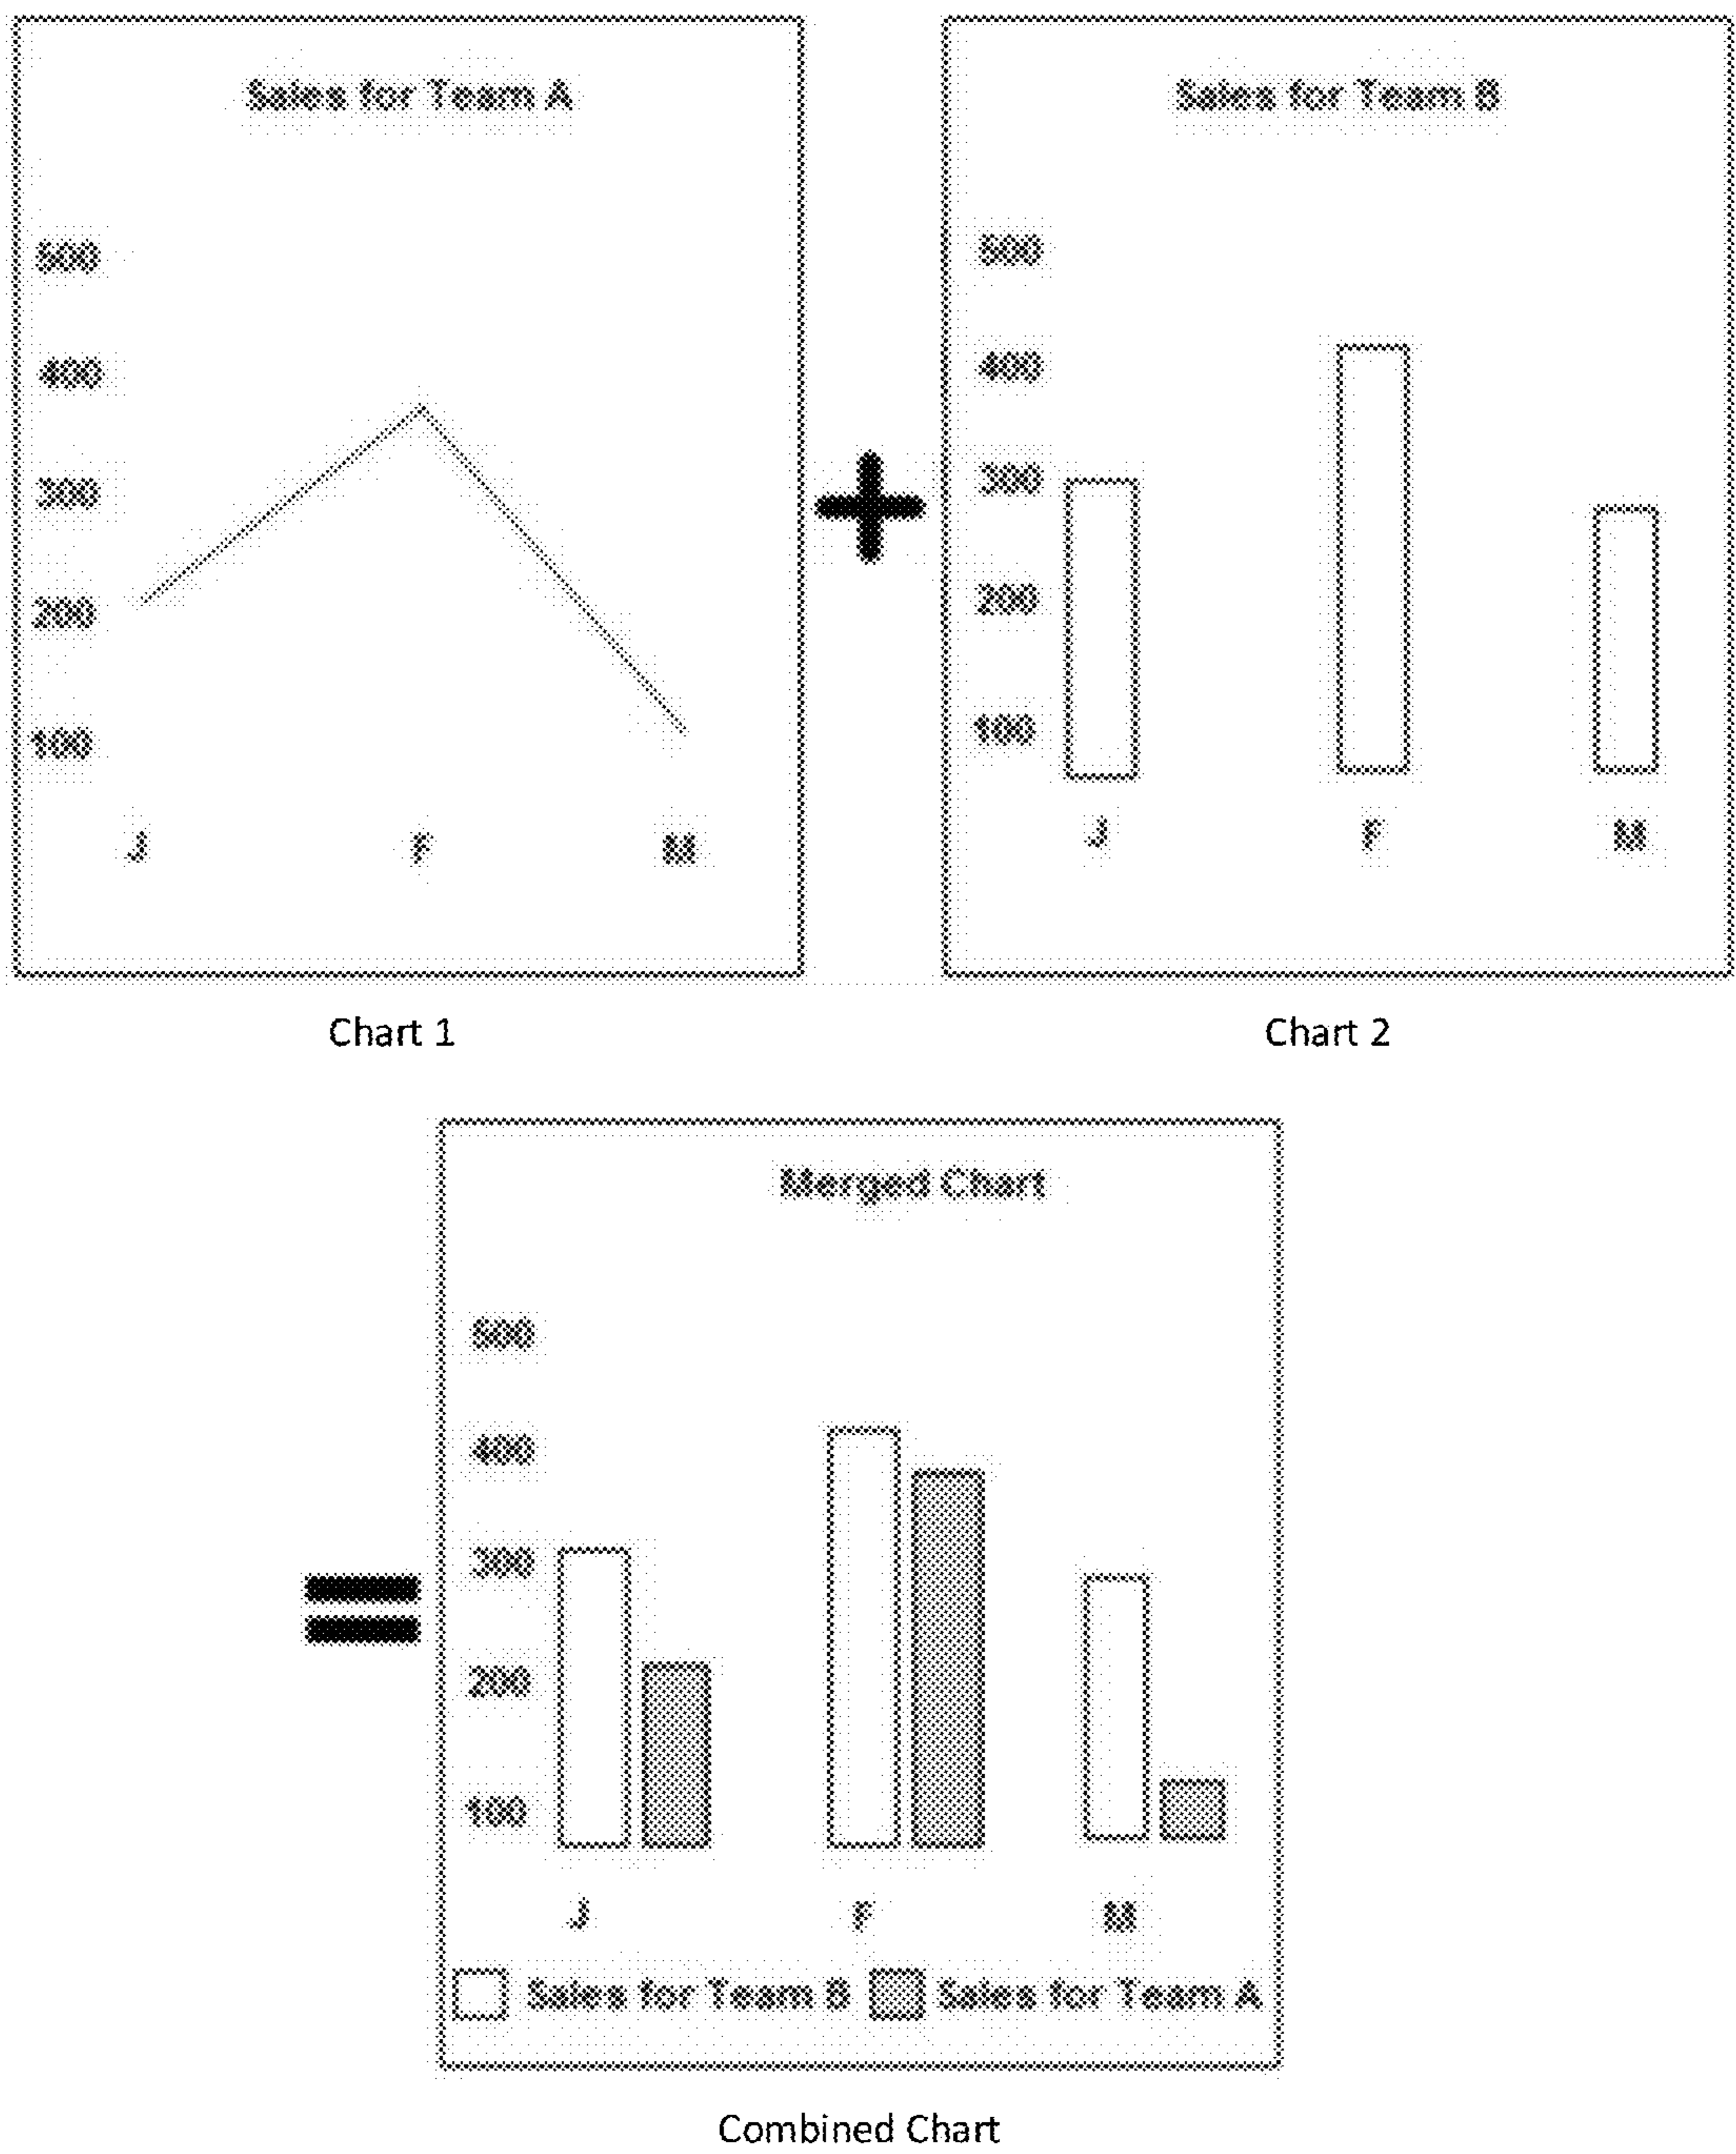 Sales for Team A
500
400
300
200
100
J F M
Chart 1
Sales for Team B
500
400
300
200
100
J F M
Chart 2
Merged Chart
500
400
300
200
100
J F M
Sales for Team B Sales for Team A
Combined Chart